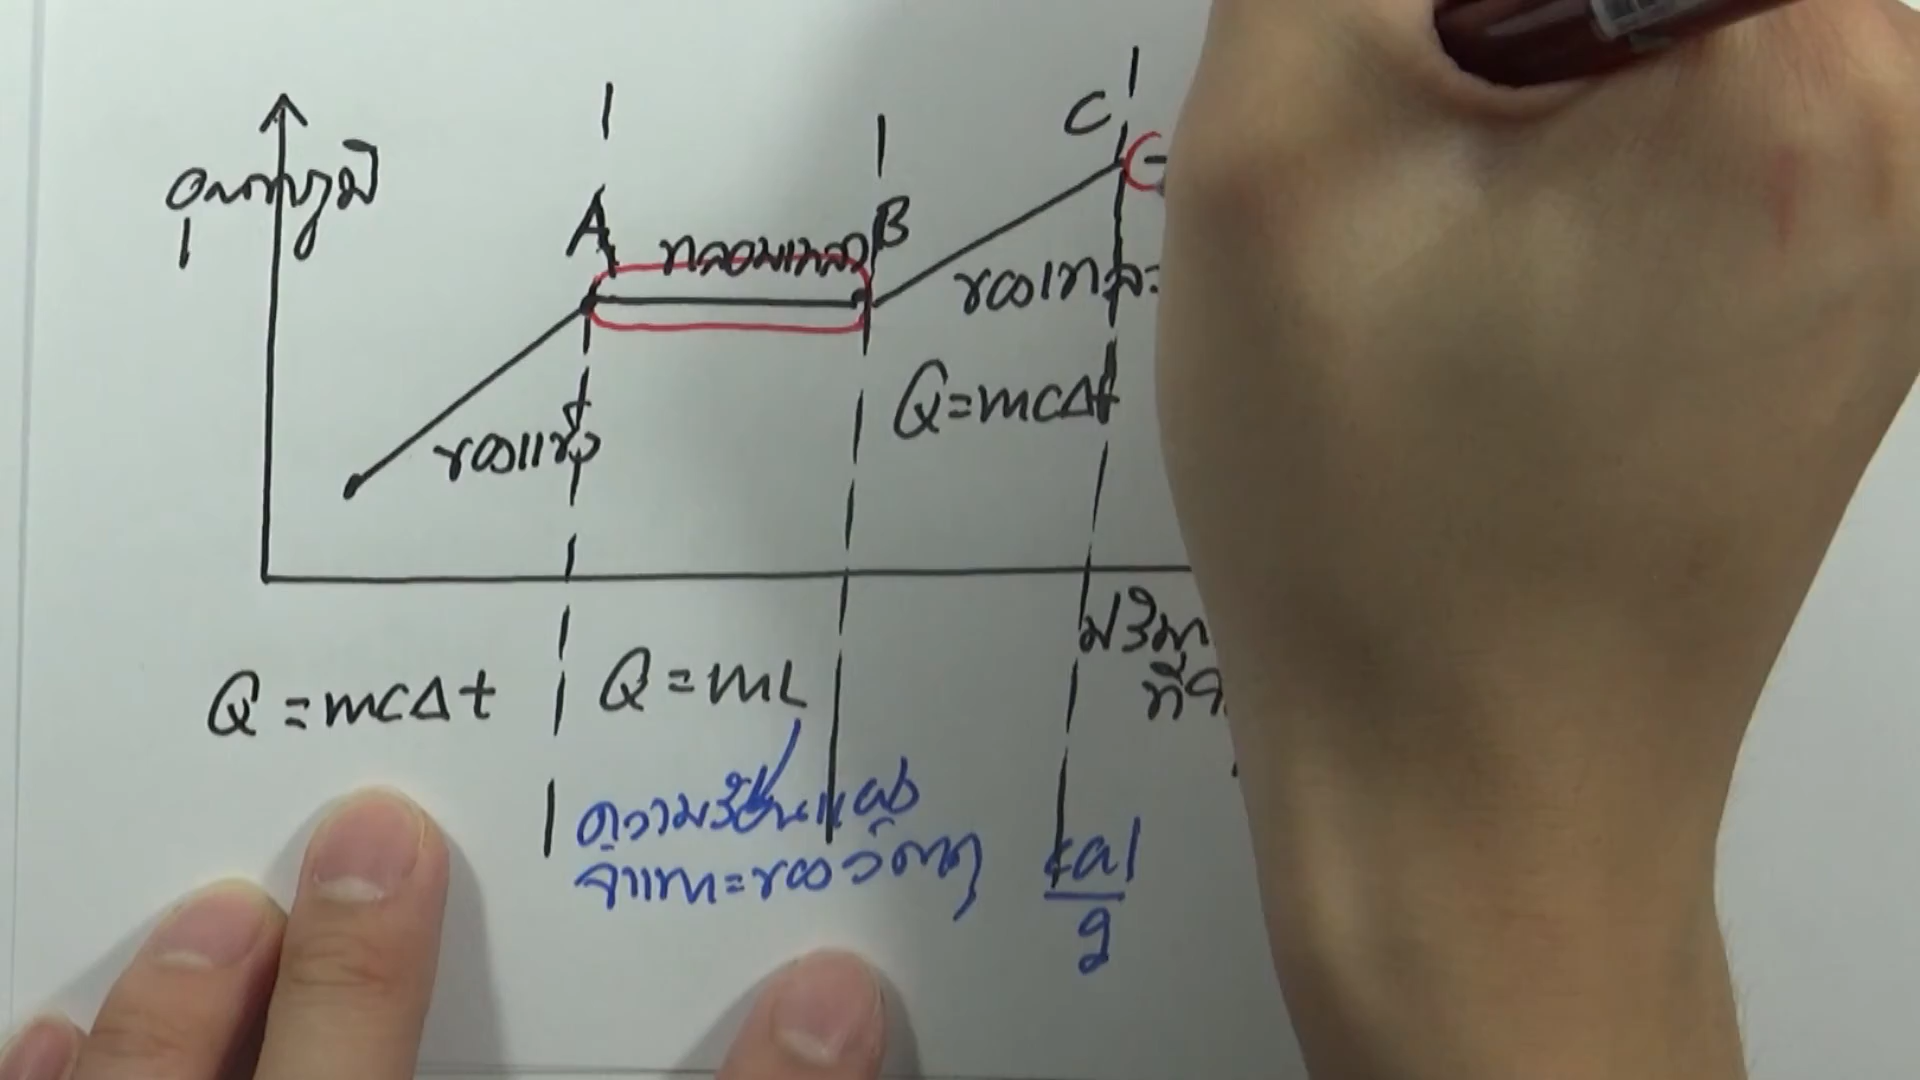 อุณหภูมิ
A
หลอมเหลว
B
C
ของแข็ง
ของเหลว
Q=mcΔt
Q=mcΔt
Q=mL
ความร้อนแฝง
จำเพาะของวัตถุ
cal
g